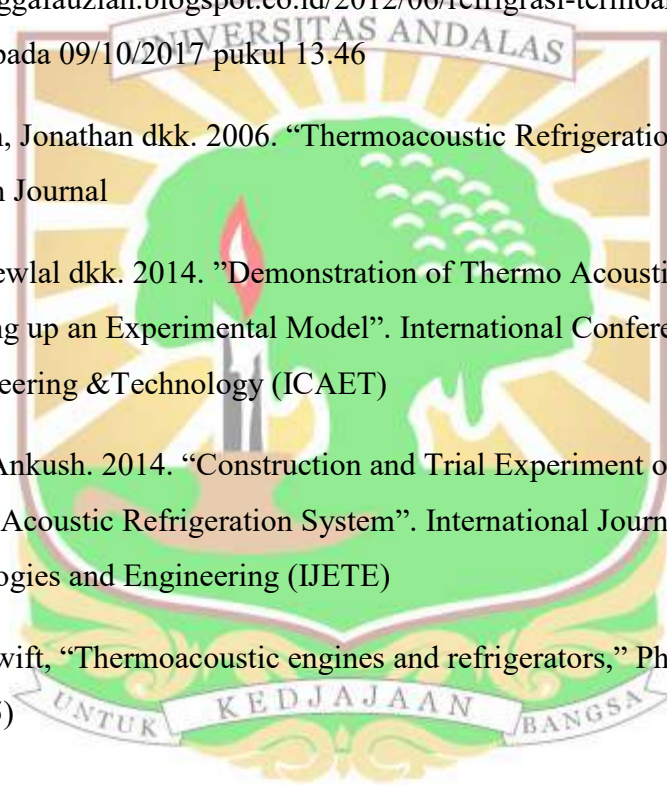 ggafauzian.blogspot.co.id/2012/06/refrigrasi-termoa
UNIVERSITAS ANDALAS
pada 09/10/2017 pukul 13.46
, Jonathan dkk. 2006. “Thermoacoustic Refrigeratio
n Journal
ewlal dkk. 2014. ”Demonstration of Thermo Acousti
ng up an Experimental Model”. International Confere
eering &Technology (ICAET)
Ankush. 2014. “Construction and Trial Experiment o
Acoustic Refrigeration System”. International Journ
ogies and Engineering (IJETE)
wift, “Thermoacoustic engines and refrigerators,” Ph
)
UNTUK KEDJAJAAN BANGSA